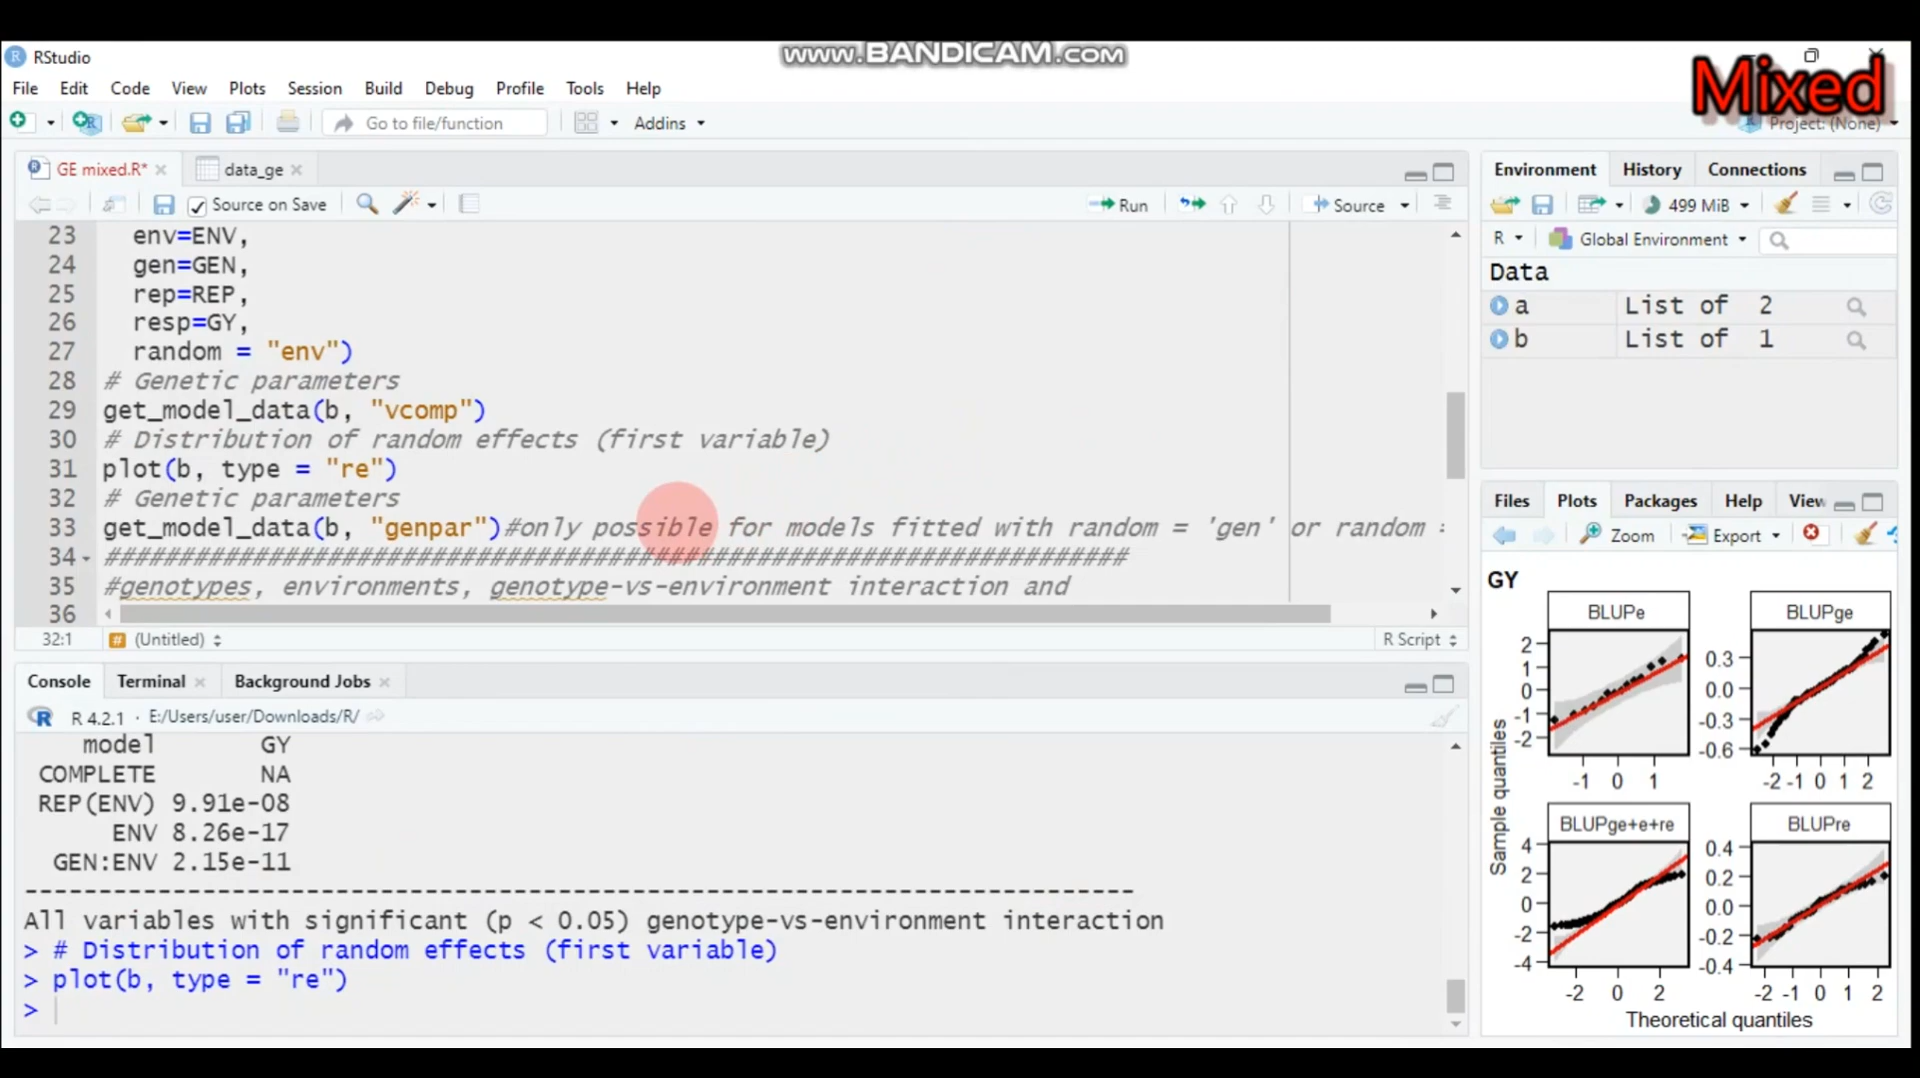 www.BANDICAM.com
RStudio
Mixed
File Edit Code View Plots Session Build Debug Profile Tools Help
Go to file/function
Addins
Project: (None)
GE mixed.R*
data_ge
Source on Save
Run
Source
23 env=ENV,
24 gen=GEN,
25 rep=REP,
26 resp=GY,
27 random = "env")
28 # Genetic parameters
29 get_model_data(b, "vcomp")
30 # Distribution of random effects (first variable)
31 plot(b, type = "re")
32 # Genetic parameters
33 get_model_data(b, "genpar")#only possible for models fitted with random = 'gen' or random =
34 ######################################################################
35 #genotypes, environments, genotype-vs-environment interaction and
36
32:1 # (Untitled) R Script
Console Terminal Background Jobs
R 4.2.1 · E:/Users/user/Downloads/R/
model GY
COMPLETE NA
REP(ENV) 9.91e-08
ENV 8.26e-17
GEN:ENV 2.15e-11
---------------------------------------------------------------------------
All variables with significant (p < 0.05) genotype-vs-environment interaction
> # Distribution of random effects (first variable)
> plot(b, type = "re")
>
Environment History Connections
499 MiB
R Global Environment
Data
a List of 2
b List of 1
Files Plots Packages Help View
Zoom Export
GY
BLUPe BLUPge
2 1 0 -1 -2
0.3 0.0 -0.3 -0.6
-1 0 1
-2 -1 0 1 2
BLUPge+e+re BLUPre
4 2 0 -2 -4
0.4 0.2 0.0 -0.2 -0.4
-2 0 2
-2 -1 0 1 2
Sample quantiles
Theoretical quantiles